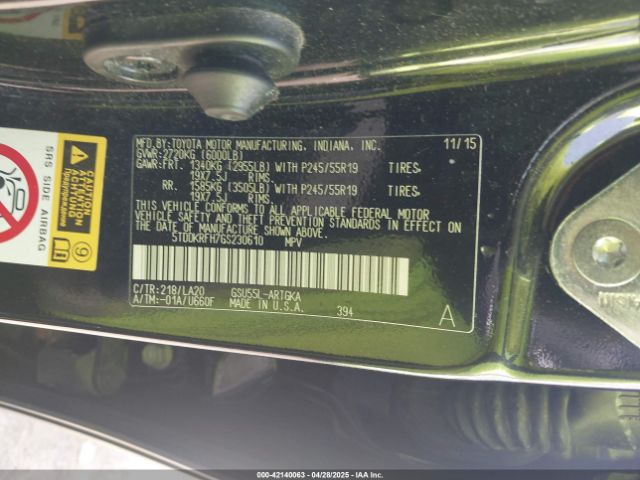 MFD.BY:TOYOTA MOTOR MANUFACTURING, INDIANA, INC. 11/15
GVWR:2720KG (6000LB)
GAWR:FRT. 1340KG (2955LB) WITH P245/55R19 TIRES,
19X7.5J RIMS
RR. 1585KG (3505LB) WITH P245/55R19 TIRES,
19X7.5J RIMS
THIS VEHICLE CONFORMS TO ALL APPLICABLE FEDERAL MOTOR
VEHICLE SAFETY AND THEFT PREVENTION STANDARDS IN EFFECT ON
THE DATE OF MANUFACTURE SHOWN ABOVE.
5TDDKRFH7GS230610 MPV
C/TR:218/LA20 GSU55L-ARTGKA
A/TM:-01A/U660F MADE IN U.S.A. 394 A
SRS SIDE AIRBAG
9
00-42140063 04/28/2025 IAAI.COM